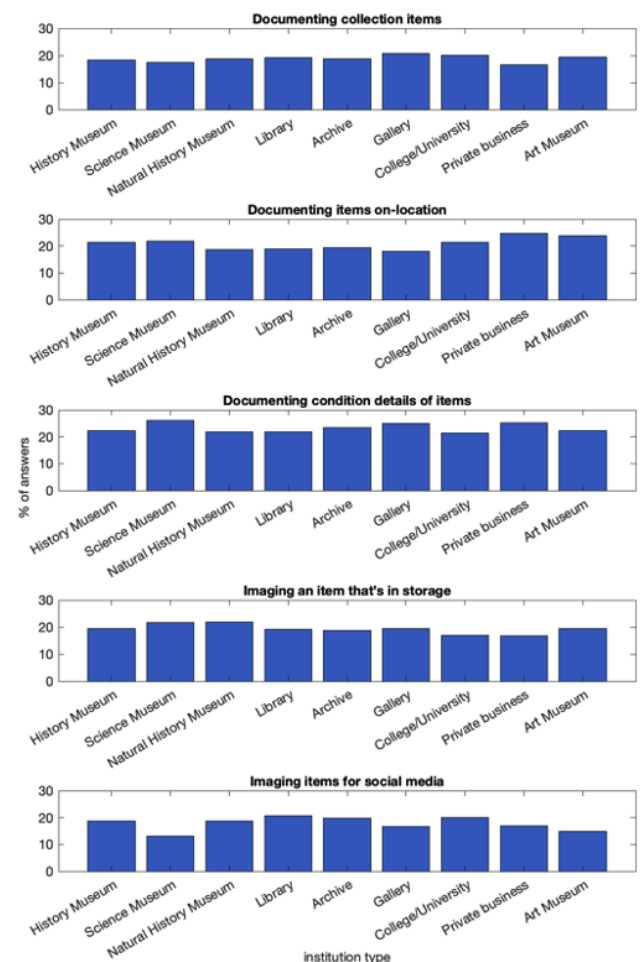 Documenting collection items
30
20
10
0
History Museum
Science Museum
Natural History Museum
Library
Archive
Gallery
College/University
Private business
Art Museum
Documenting items on-location
30
20
10
0
History Museum
Science Museum
Natural History Museum
Library
Archive
Gallery
College/University
Private business
Art Museum
Documenting condition details of items
% of answers
30
20
10
0
History Museum
Science Museum
Natural History Museum
Library
Archive
Gallery
College/University
Private business
Art Museum
Imaging an item that's in storage
30
20
10
0
History Museum
Science Museum
Natural History Museum
Library
Archive
Gallery
College/University
Private business
Art Museum
Imaging items for social media
30
20
10
0
History Museum
Science Museum
Natural History Museum
Library
Archive
Gallery
College/University
Private business
Art Museum
institution type